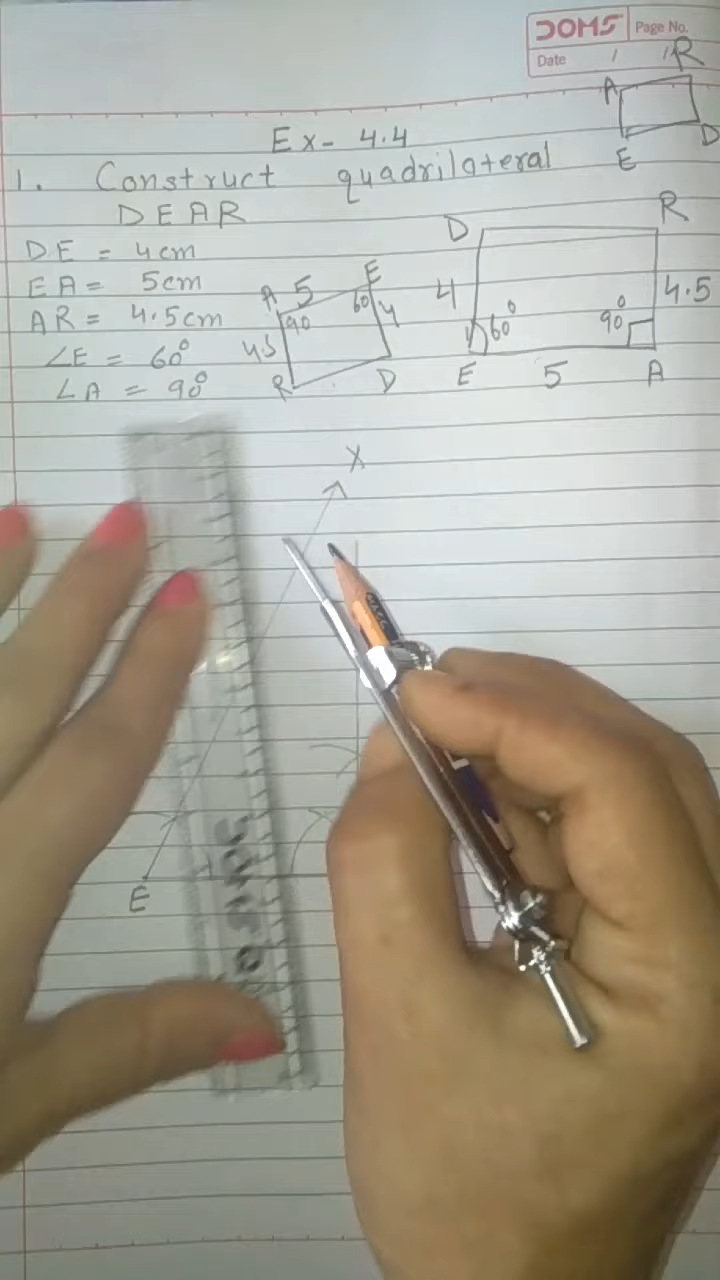 DOMS Page No.
Date / /
R
A
D
E
Ex- 4.4
1. Construct quadrilateral
DEAR
DE = 4cm
EA = 5cm
AR = 4.5cm
∠E = 60°
∠A = 90°
A 5 E
90 60 4
4.5
R D
D R
4 4.5
60° 90°
E 5 A
X
E
DOMS